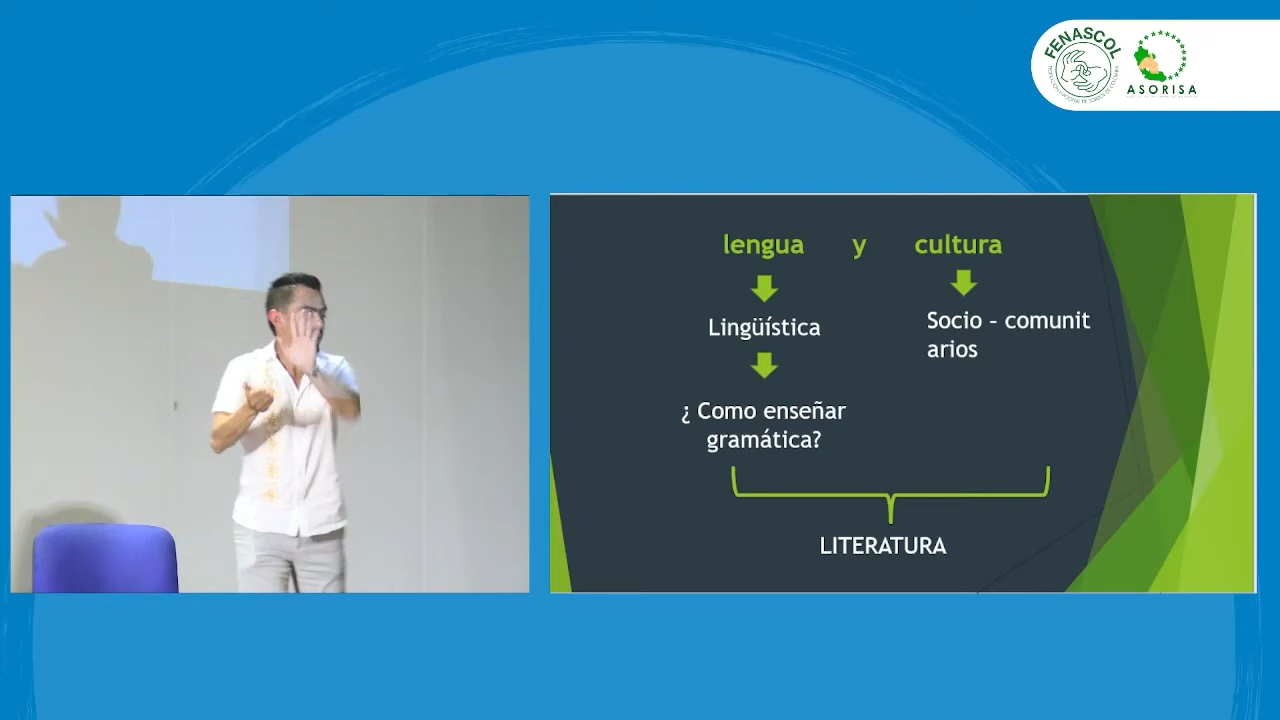 FENASCOL
ASORISA
lengua y cultura
Lingüística
Socio - comunit
arios
¿ Como enseñar
gramática?
LITERATURA